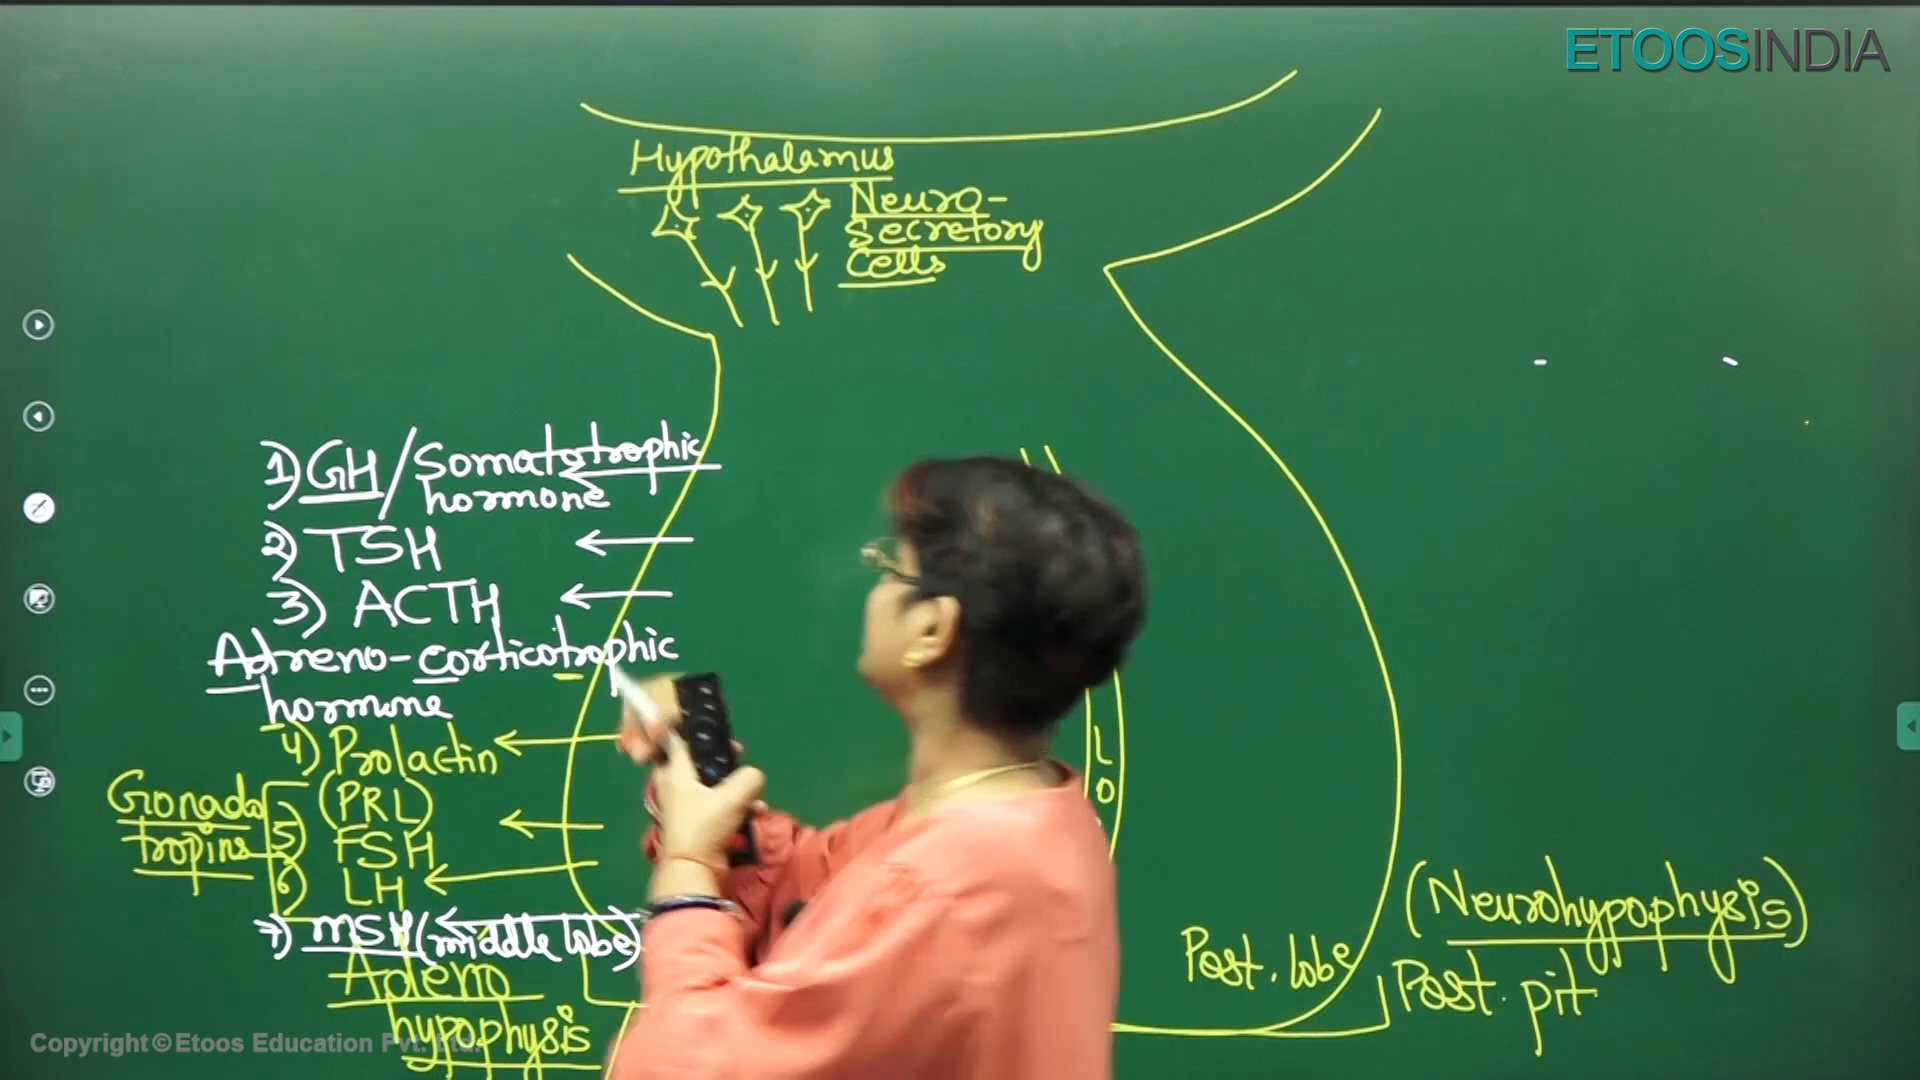 ETOOSINDIA
Hypothalamus
Neuro-
Secretory
Cells
1) GH / Somatotrophic
hormone
2) TSH
3) ACTH
Adreno-corticotrophic
hormone
4) Prolactin
(PRL)
Gonado
tropins
5) FSH
6) LH
7) MSH (middle lobe)
Adeno
hypophysis
L
O
Post. lobe
(Neurohypophysis)
Post. pit.
Copyright © Etoos Education Pvt. Ltd.